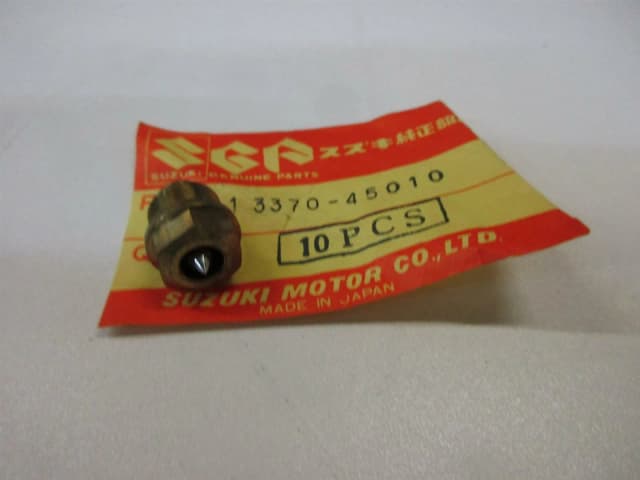 SGP スズキ純正部
SUZUKI GENUINE PARTS
P 13370-45010
Q 10 PCS
SUZUKI MOTOR CO.,LTD.
MADE IN JAPAN